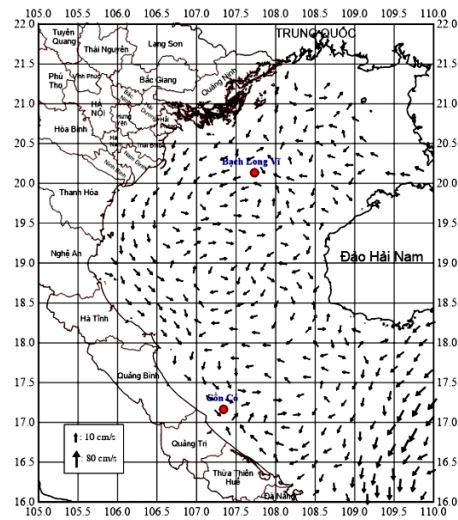 105.0 105.5 106.0 106.5 107.0 107.5 108.0 108.5 109.0 109.5 110.0
22.0
21.5
21.0
20.5
20.0
19.5
19.0
18.5
18.0
17.5
17.0
16.5
16.0
Tuyên Quang
Thái Nguyên
Lạng Sơn
TRUNG QUỐC
Phú Thọ
Vĩnh Phúc
Bắc Giang
Quảng Ninh
HÀ NỘI
Hòa Bình
Bạch Long Vĩ
Thanh Hóa
Nghệ An
Đảo Hải Nam
Hà Tĩnh
Quảng Bình
Cồn Cỏ
Quảng Trị
: 10 cm/s
: 80 cm/s
Thừa Thiên Huế
Đà Nẵng
105.0 105.5 106.0 106.5 107.0 107.5 108.0 108.5 109.0 109.5 110.0